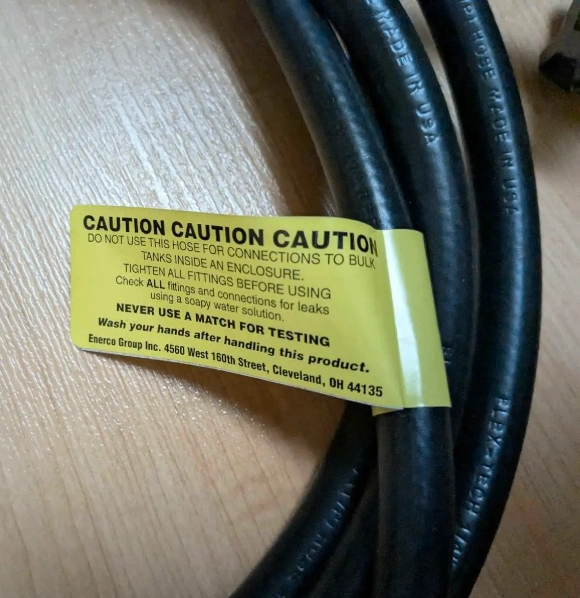 CAUTION CAUTION CAUTION
DO NOT USE THIS HOSE FOR CONNECTIONS TO BULK
TANKS INSIDE AN ENCLOSURE.
TIGHTEN ALL FITTINGS BEFORE USING
Check ALL fittings and connections for leaks
using a soapy water solution.
NEVER USE A MATCH FOR TESTING
Wash your hands after handling this product.
Enerco Group Inc. 4560 West 160th Street, Cleveland, OH 44135
MADE IN USA
HOSE MADE IN USA
FLEX-TECH